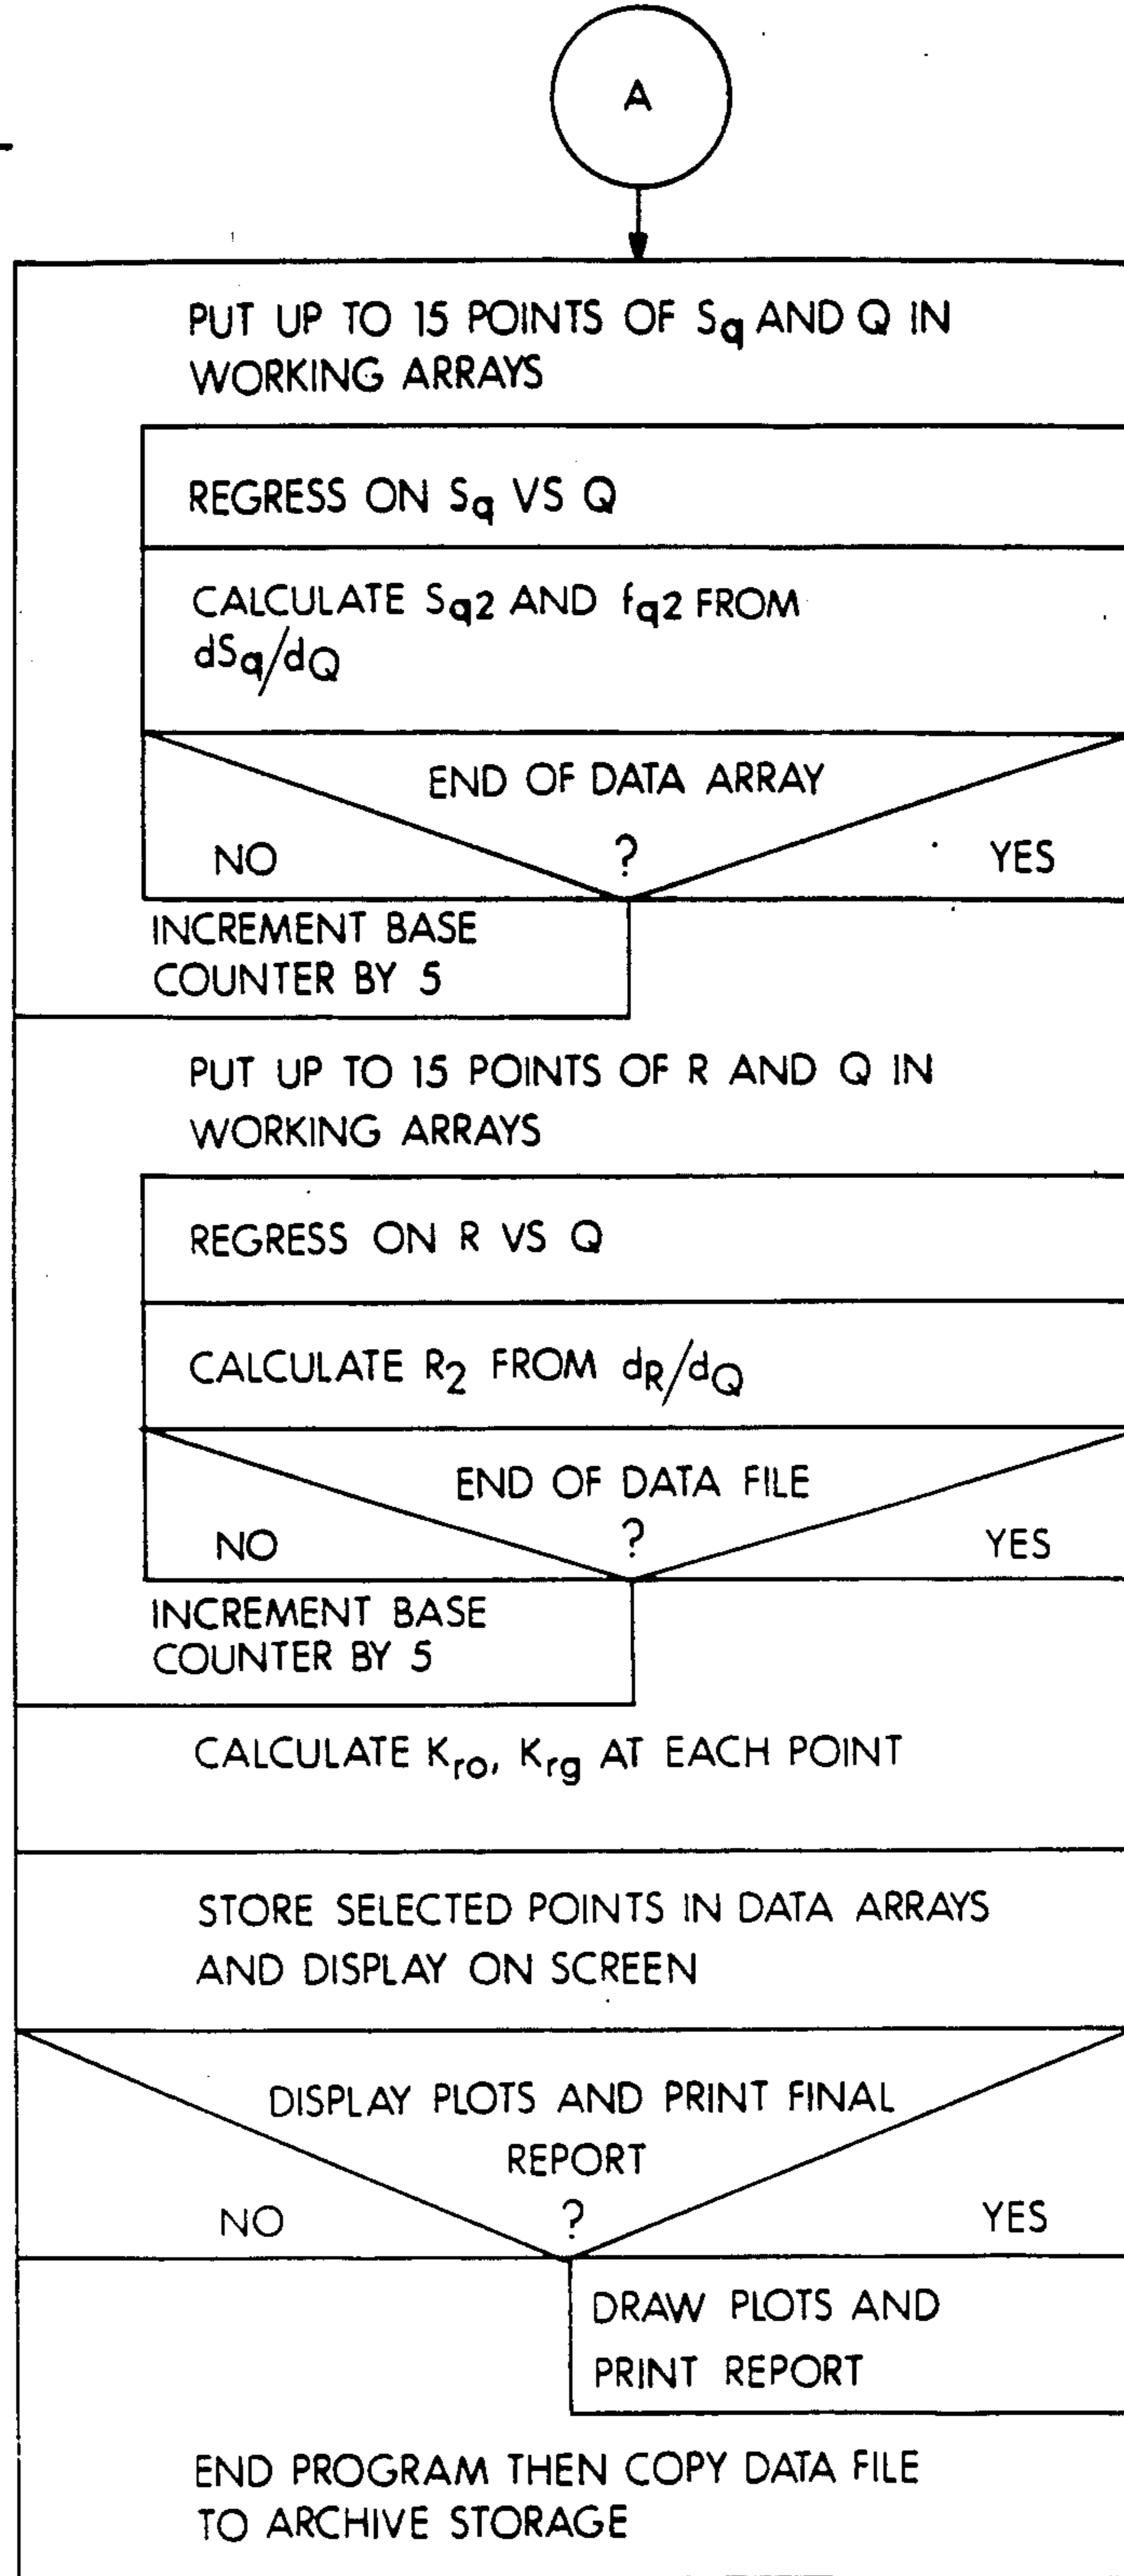 A
PUT UP TO 15 POINTS OF Sq AND Q IN
WORKING ARRAYS
REGRESS ON Sq VS Q
CALCULATE Sq2 AND fq2 FROM
dSq/dQ
END OF DATA ARRAY
NO ? YES
INCREMENT BASE
COUNTER BY 5
PUT UP TO 15 POINTS OF R AND Q IN
WORKING ARRAYS
REGRESS ON R VS Q
CALCULATE R2 FROM dR/dQ
END OF DATA FILE
NO ? YES
INCREMENT BASE
COUNTER BY 5
CALCULATE Kro, Krg AT EACH POINT
STORE SELECTED POINTS IN DATA ARRAYS
AND DISPLAY ON SCREEN
DISPLAY PLOTS AND PRINT FINAL
REPORT
NO ? YES
DRAW PLOTS AND
PRINT REPORT
END PROGRAM THEN COPY DATA FILE
TO ARCHIVE STORAGE